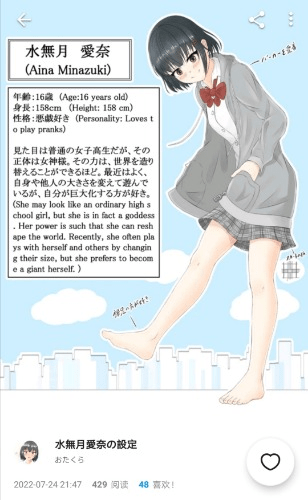 水無月 愛奈
(Aina Minazuki)
年齢:16歳 (Age:16 years old)
身長:158cm (Height: 158 cm)
性格:悪戯好き (Personality: Loves t
o play pranks)
見た目は普通の女子高生だが、その
正体は女神様。その力は、世界を造り
替えることができるほど。最近はよく、
自身や他人の大きさを変えて遊んで
いるが、自分が巨大化する方が好き。
(She may look like an ordinary high s
chool girl, but she is in fact a goddess
. Her power is such that she can resh
ape the world. Recently, she often pla
ys with herself and others by changin
g their size, but she prefers to becom
e a giant herself. )
水無月愛奈の設定
おたくら
2022-07-24 21:47 429 阅读 48 喜欢!